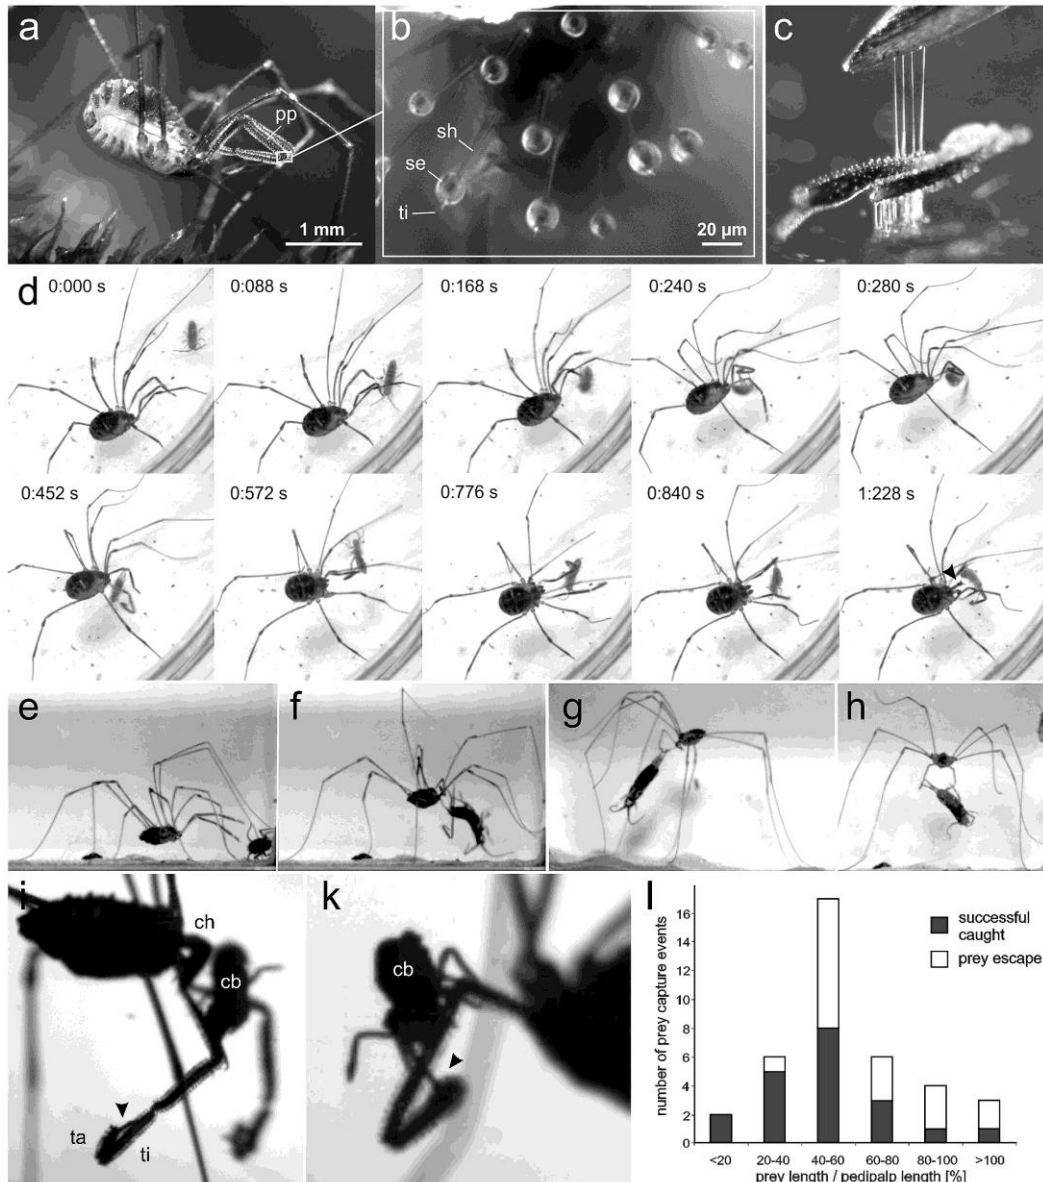 a
pp
1 mm
b
sh
se
ti
20 µm
c
d
0:000 s
0:088 s
0:168 s
0:240 s
0:280 s
0:452 s
0:572 s
0:776 s
0:840 s
1:228 s
e
f
g
h
i
ch
cb
ta
ti
k
cb
l
number of prey capture events
16
14
12
10
8
6
4
2
0
successful
caught
prey escape
<20
20-40
40-60
60-80
80-100
>100
prey length / pedipalp length [%]